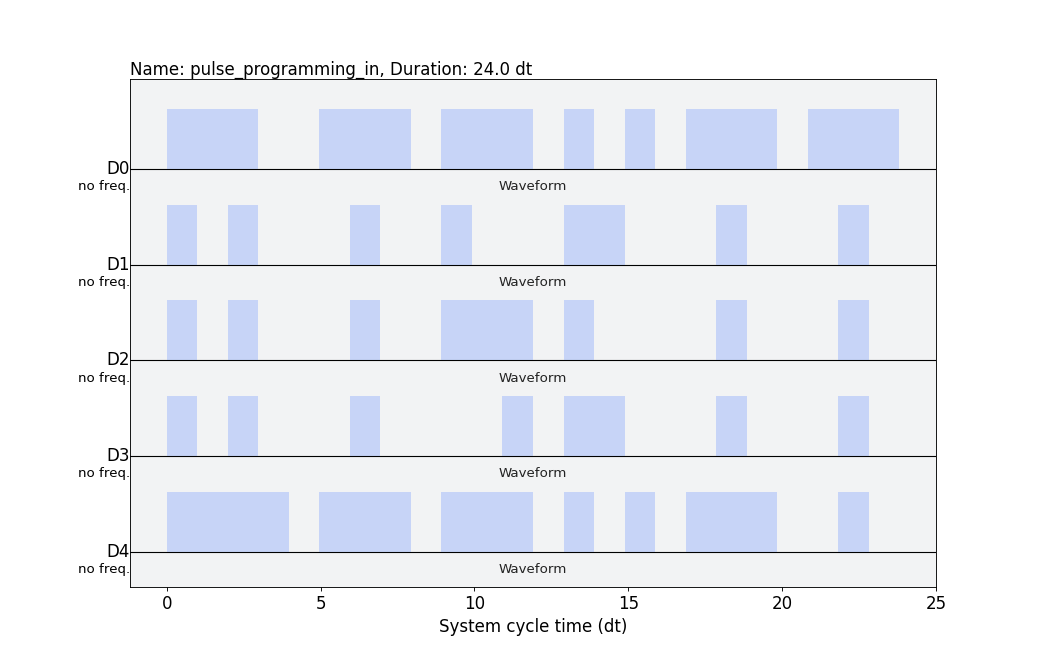 Name: pulse_programming_in, Duration: 24.0 dt
D0
no freq. Waveform
D1
no freq. Waveform
D2
no freq. Waveform
D3
no freq. Waveform
D4
no freq. Waveform
0 5 10 15 20 25
System cycle time (dt)